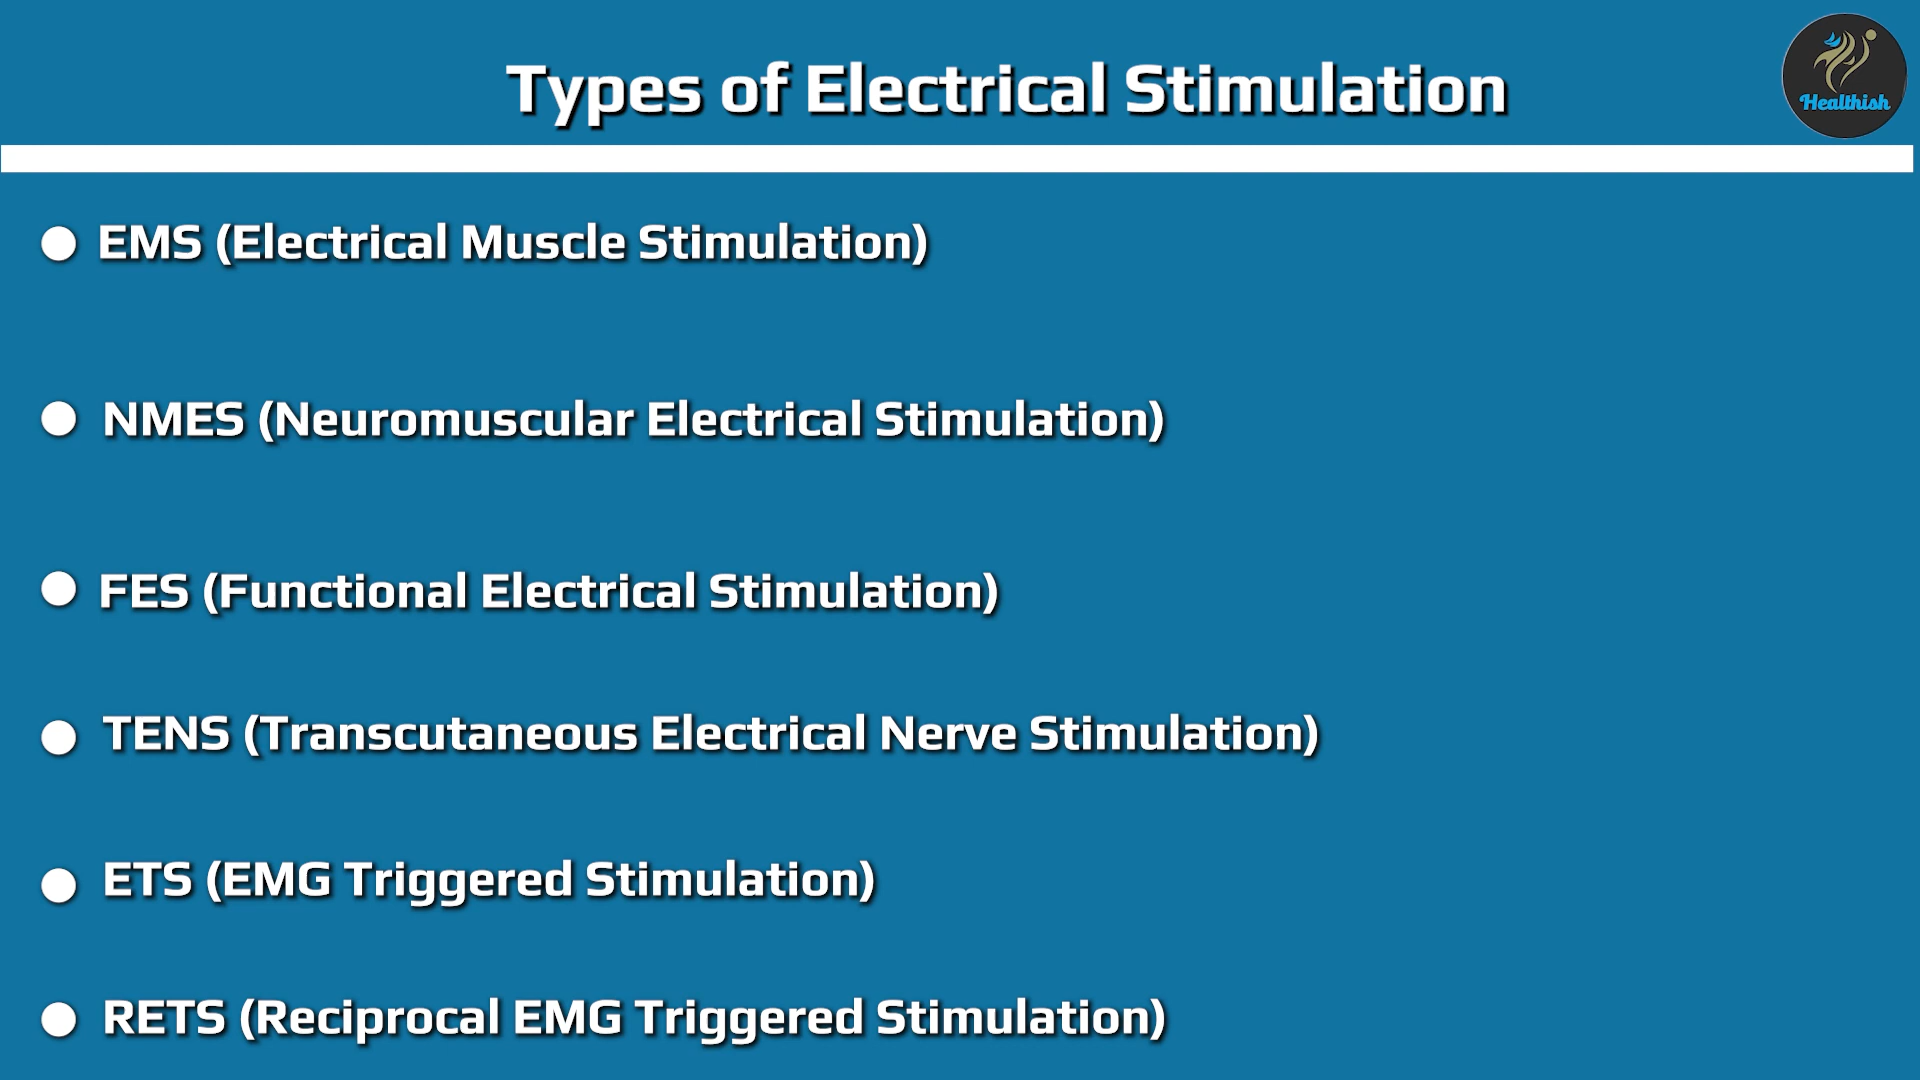 Types of Electrical Stimulation
Healthish
EMS (Electrical Muscle Stimulation)
NMES (Neuromuscular Electrical Stimulation)
FES (Functional Electrical Stimulation)
TENS (Transcutaneous Electrical Nerve Stimulation)
ETS (EMG Triggered Stimulation)
RETS (Reciprocal EMG Triggered Stimulation)